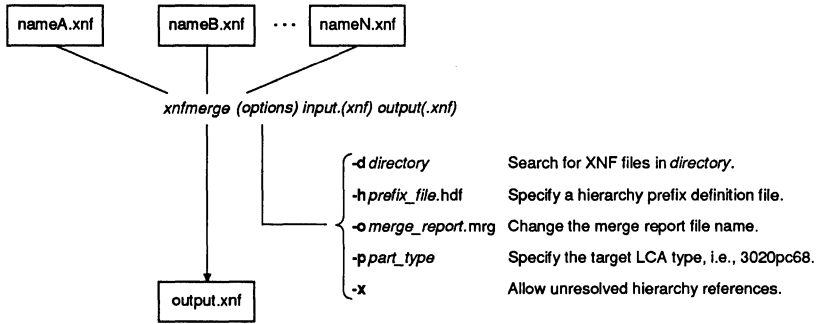 nameA.xnf nameB.xnf ... nameN.xnf
xnfmerge (options) input.(xnf) output(.xnf)
-d directory Search for XNF files in directory.
-h prefix_file.hdf Specify a hierarchy prefix definition file.
-o merge_report.mrg Change the merge report file name.
-p part_type Specify the target LCA type, i.e., 3020pc68.
-x Allow unresolved hierarchy references.
output.xnf